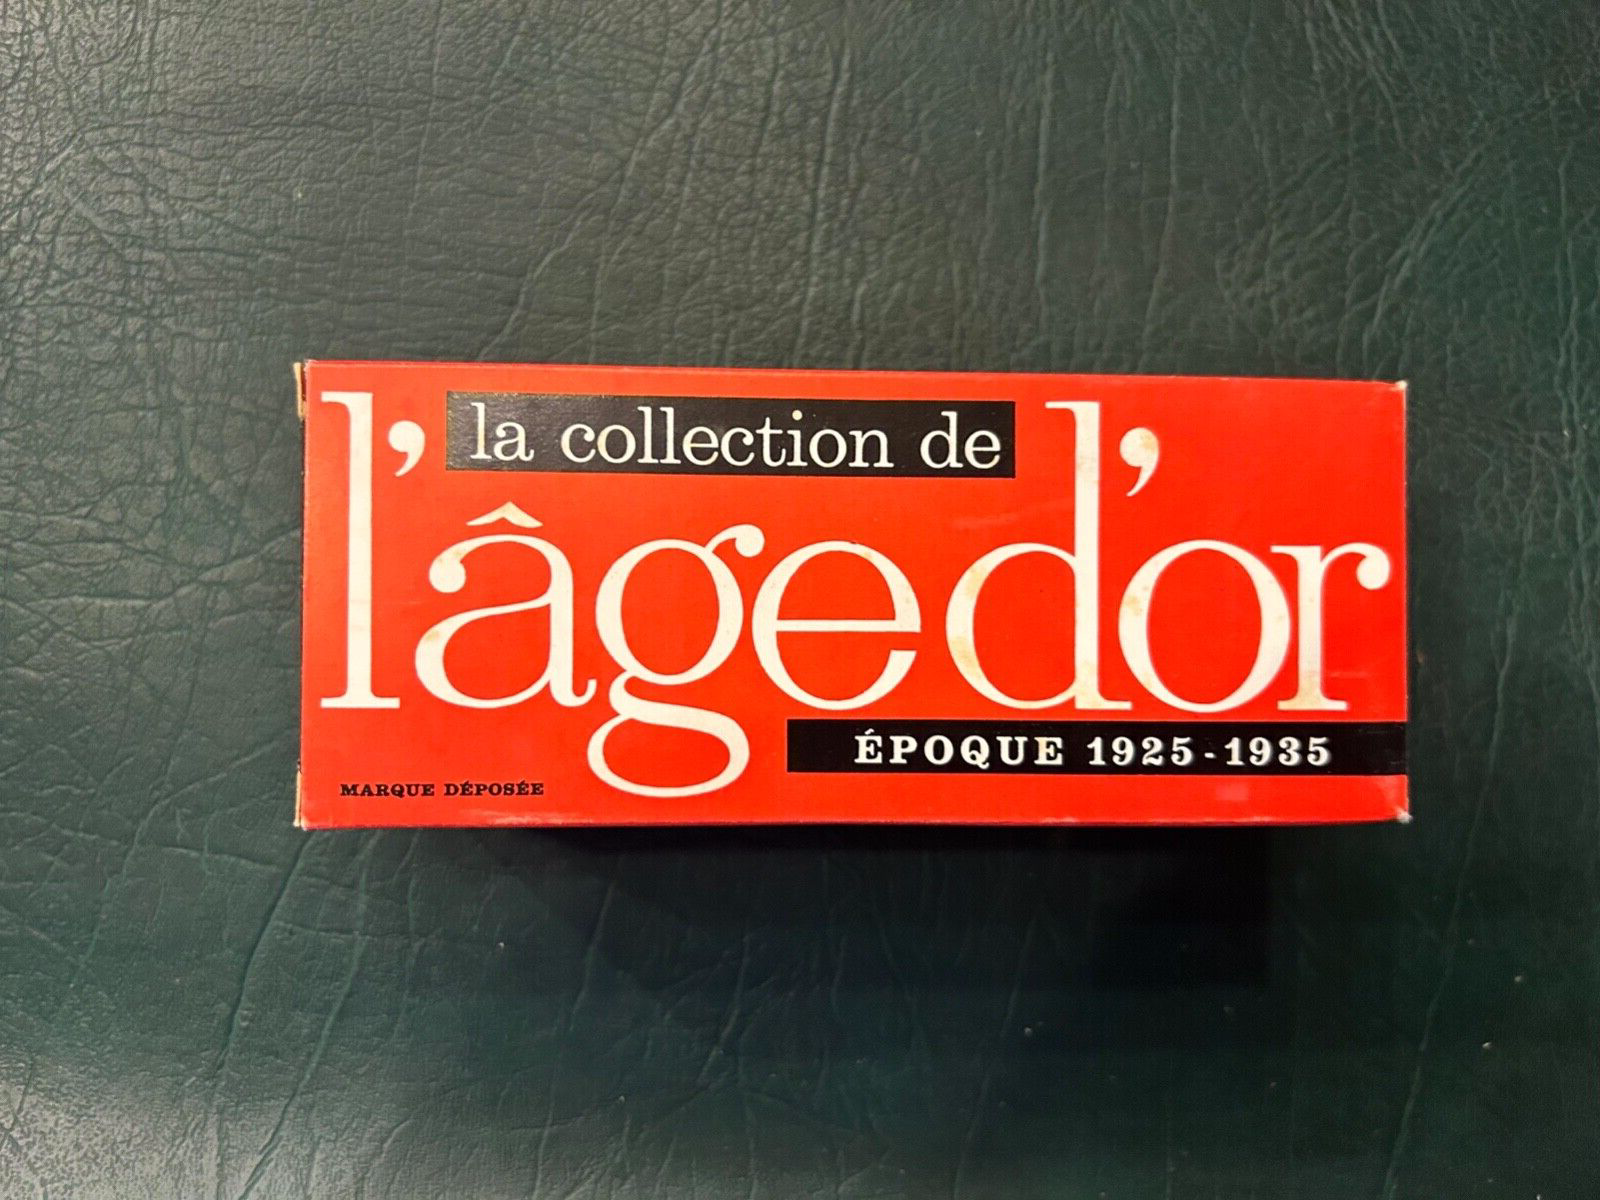 la collection de
l'âge d'or
ÉPOQUE 1925-1935
MARQUE DÉPOSÉE